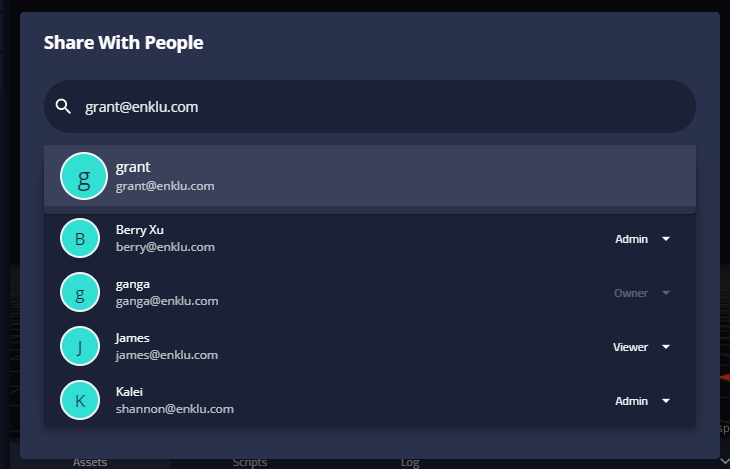 Share With People
grant@enklu.com
g
grant
grant@enklu.com
B
Berry Xu
berry@enklu.com
Admin
g
ganga
ganga@enklu.com
Owner
J
James
james@enklu.com
Viewer
K
Kalei
shannon@enklu.com
Admin
sp
Assets
Scripts
Log